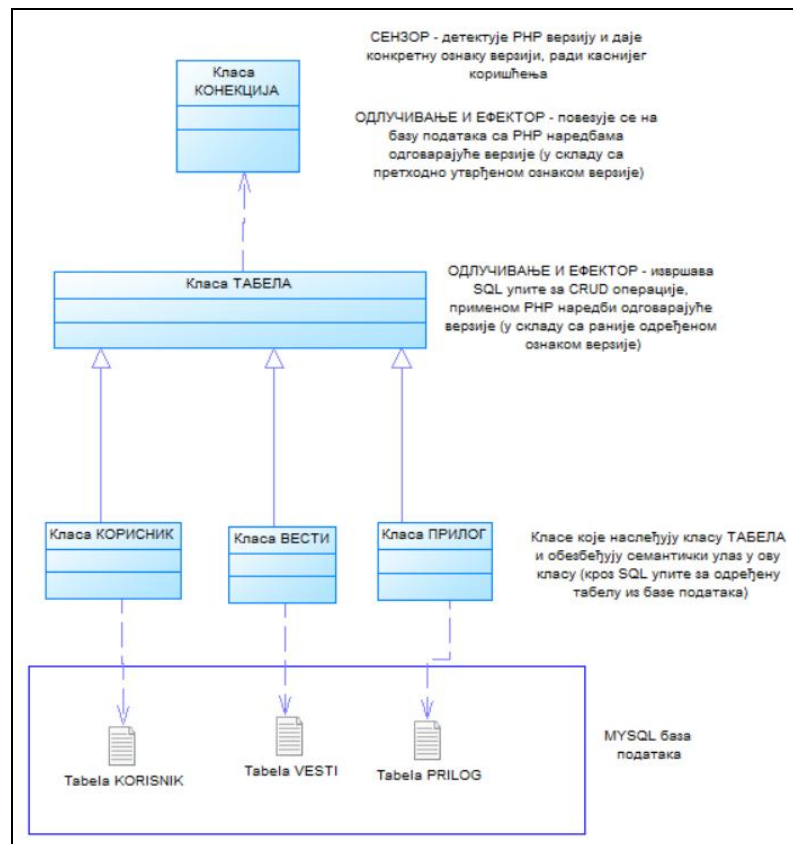 СЕНЗОР - детектује PHP верзију и даје
конкретну ознаку верзији, ради каснијег
коришћења
Класа
КОНЕКЦИЈА
ОДЛУЧИВАЊЕ И ЕФЕКТОР - повезује се на
базу података са PHP наредбама
одговарајуће верзије (у складу са
претходно утврђеном ознаком верзије)
Класа ТАБЕЛА
ОДЛУЧИВАЊЕ И ЕФЕКТОР - извршава
SQL упите за CRUD операције,
применом PHP наредби одговарајуће
верзије (у складу са раније одређеном
ознаком верзије)
Класа КОРИСНИК
Класа ВЕСТИ
Класа ПРИЛОГ
Класе које наслеђују класу ТАБЕЛА
и обезбеђују семантички улаз у ову
класу (кроз SQL упите за одређену
табелу из базе података)
Tabela KORISNIK
Tabela VESTI
Tabela PRILOG
MYSQL база
података